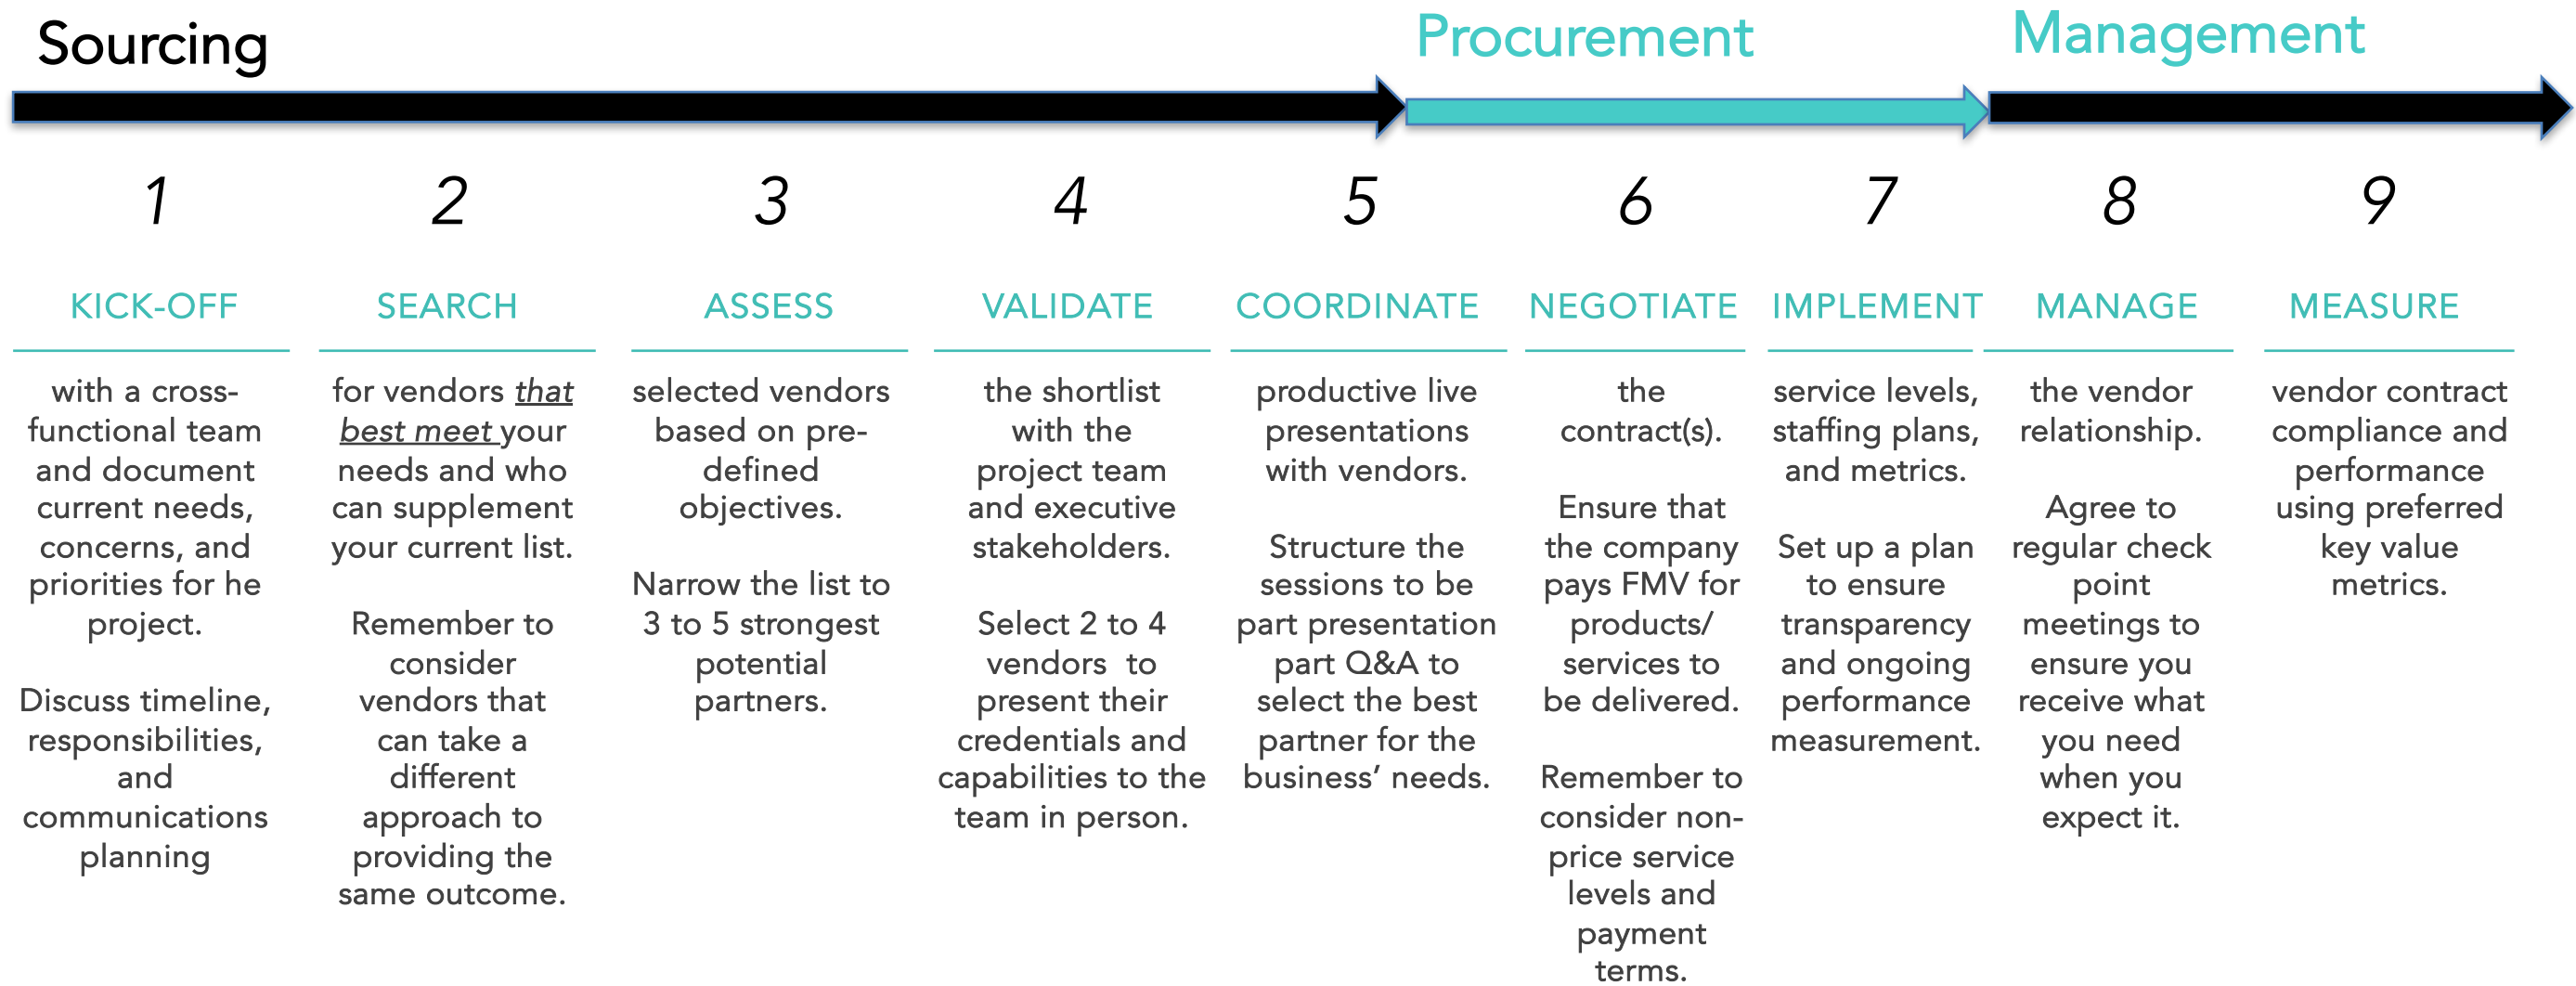 Sourcing
Procurement
Management
1
2
3
4
5
6
7
8
9
KICK-OFF
with a cross-
functional team
and document
current needs,
concerns, and
priorities for he
project.
Discuss timeline,
responsibilities,
and
communications
planning
SEARCH
for vendors that
best meet your
needs and who
can supplement
your current list.
Remember to
consider
vendors that
can take a
different
approach to
providing the
same outcome.
ASSESS
selected vendors
based on pre-
defined
objectives.
Narrow the list to
3 to 5 strongest
potential
partners.
VALIDATE
the shortlist
with the
project team
and executive
stakeholders.
Select 2 to 4
vendors  to
present their
credentials and
capabilities to the
team in person.
COORDINATE
productive live
presentations
with vendors.
Structure the
sessions to be
part presentation
part Q&A to
select the best
partner for the
business’ needs.
NEGOTIATE
the
contract(s).
Ensure that
the company
pays FMV for
products/
services to
be delivered.
Remember to
consider non-
price service
levels and
payment
terms.
IMPLEMENT
service levels,
staffing plans,
and metrics.
Set up a plan
to ensure
transparency
and ongoing
performance
measurement.
MANAGE
the vendor
relationship.
Agree to
regular check
point
meetings to
ensure you
receive what
you need
when you
expect it.
MEASURE
vendor contract
compliance and
performance
using preferred
key value
metrics.